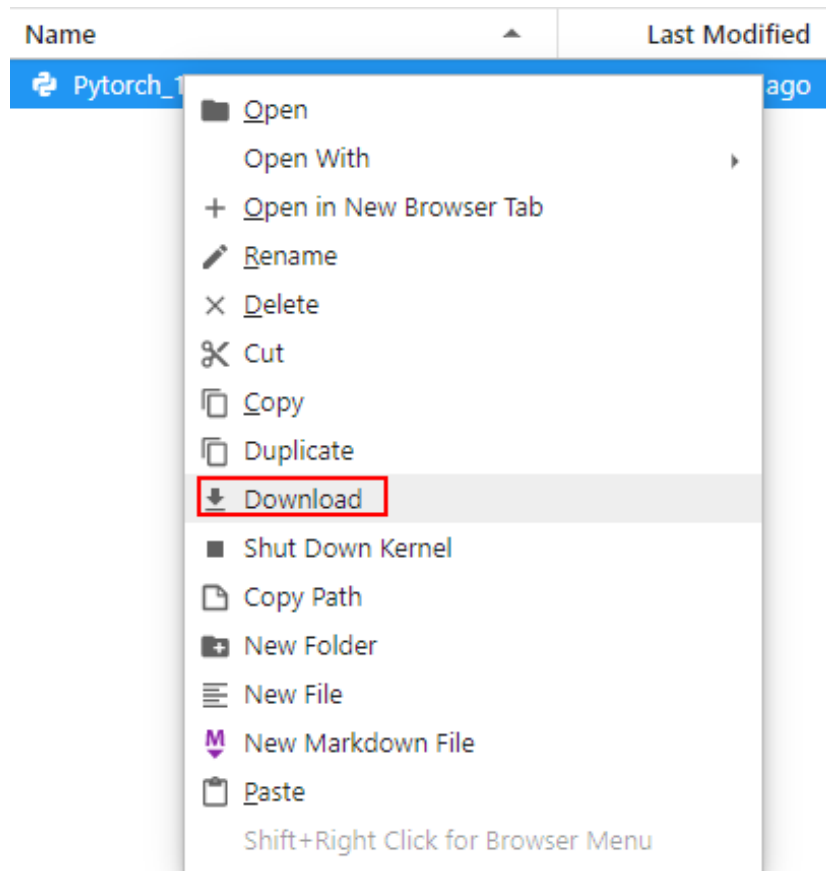 Name Last Modified
Pytorch_1 ago
Open
Open With
Open in New Browser Tab
Rename
Delete
Cut
Copy
Duplicate
Download
Shut Down Kernel
Copy Path
New Folder
New File
New Markdown File
Paste
Shift+Right Click for Browser Menu